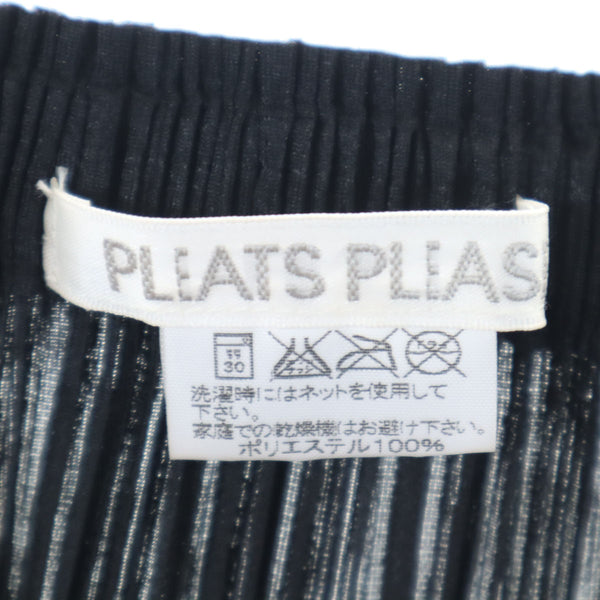 PLEATS PLEAS
30
洗濯時にはネットを使用して
下さい。
家庭での乾燥機はお避け下さい。
ポリエステル100%